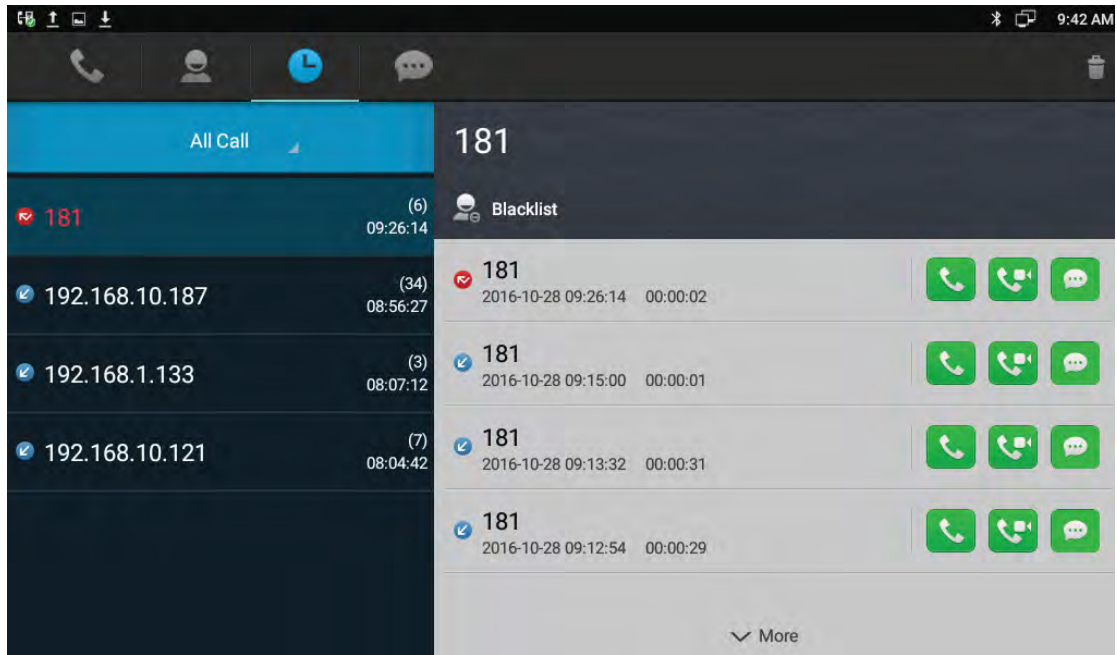 9:42 AM
All Call
181
(6)
09:26:14
192.168.10.187
(34)
08:56:27
192.168.1.133
(3)
08:07:12
192.168.10.121
(7)
08:04:42
181
Blacklist
181
2016-10-28 09:26:14 00:00:02
181
2016-10-28 09:15:00 00:00:01
181
2016-10-28 09:13:32 00:00:31
181
2016-10-28 09:12:54 00:00:29
More